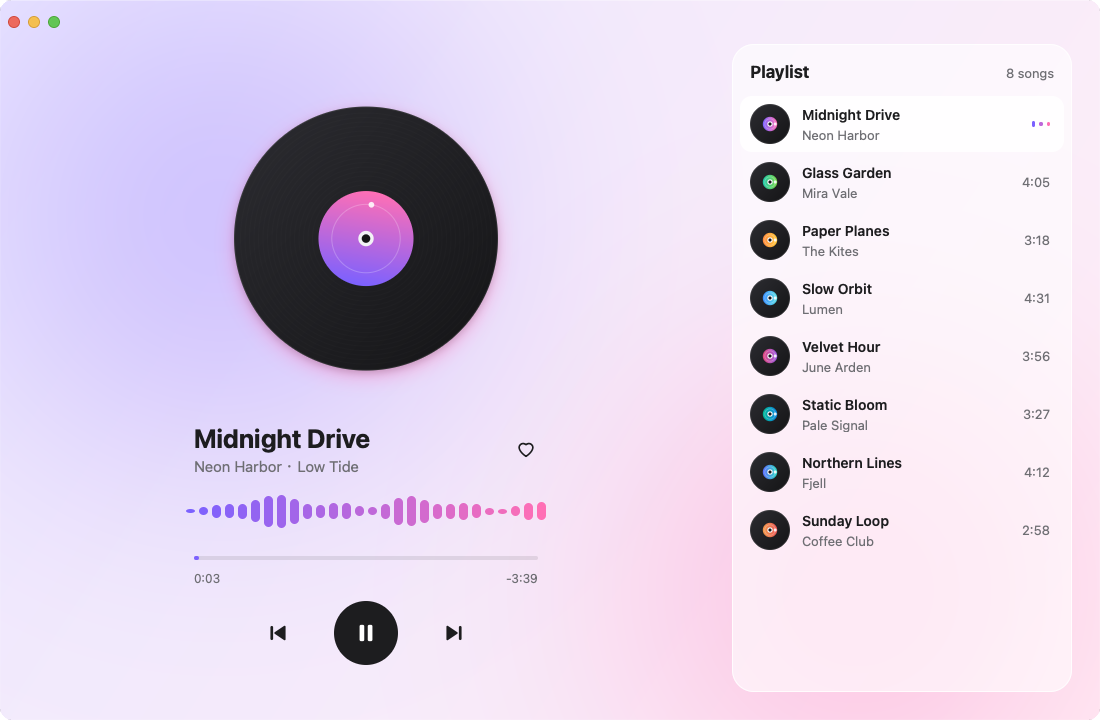 Midnight Drive
Neon Harbor · Low Tide
0:03
-3:39
Playlist
8 songs
Midnight Drive
Neon Harbor
Glass Garden
Mira Vale
4:05
Paper Planes
The Kites
3:18
Slow Orbit
Lumen
4:31
Velvet Hour
June Arden
3:56
Static Bloom
Pale Signal
3:27
Northern Lines
Fjell
4:12
Sunday Loop
Coffee Club
2:58